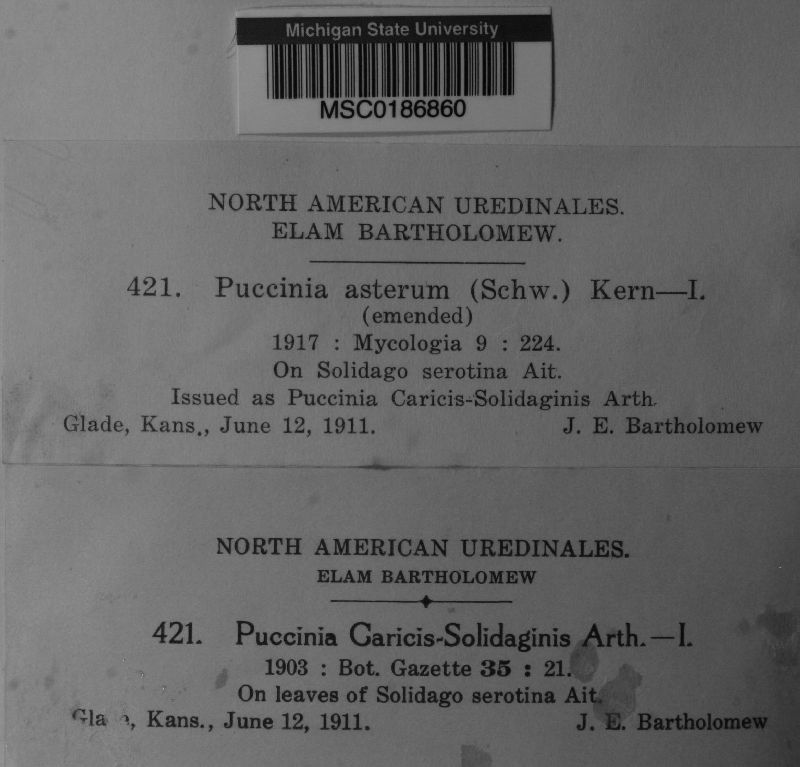 Michigan State University
MSC0186860
NORTH AMERICAN UREDINALES.
ELAM BARTHOLOMEW.
421. Puccinia asterum (Schw.) Kern—I.
(emended)
1917 : Mycologia 9 : 224.
On Solidago serotina Ait.
Issued as Puccinia Caricis-Solidaginis Arth.
Glade, Kans., June 12, 1911. J. E. Bartholomew
NORTH AMERICAN UREDINALES.
ELAM BARTHOLOMEW
421. Puccinia Caricis-Solidaginis Arth.—I.
1903 : Bot. Gazette 35 : 21.
On leaves of Solidago serotina Ait.
Kans., June 12, 1911. J. E. Bartholomew